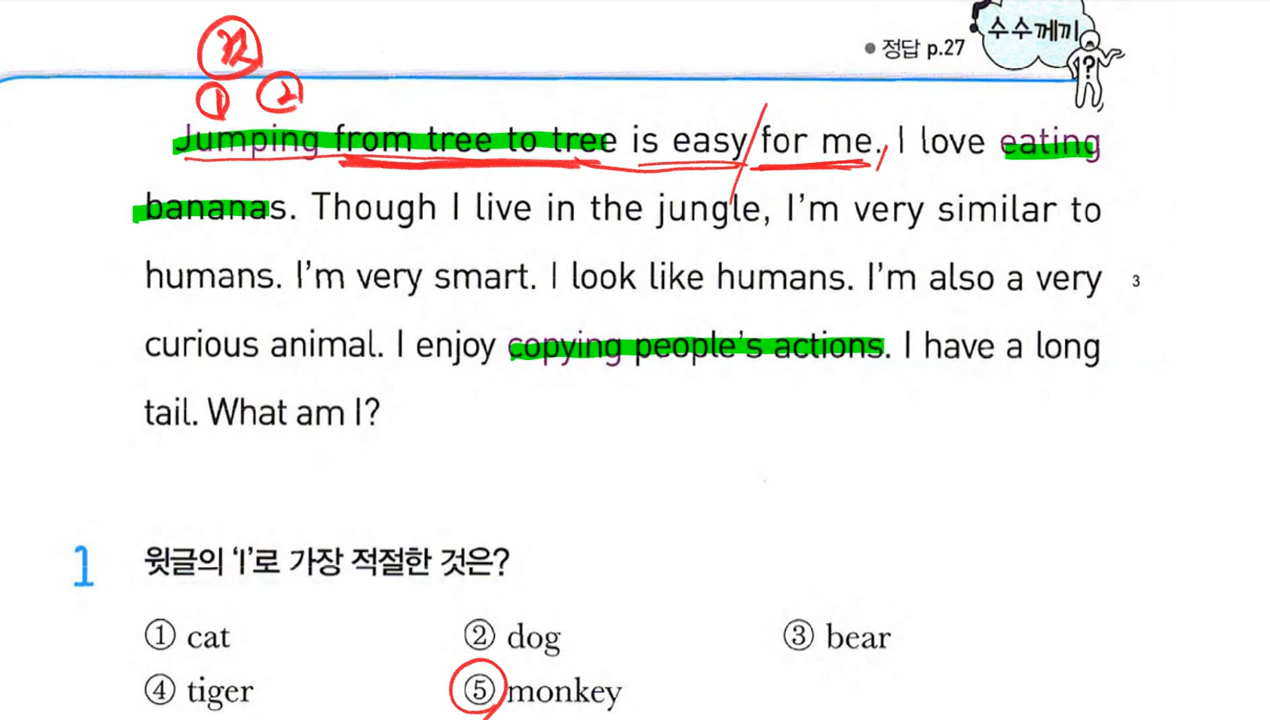 수수께끼
● 정답 p.27
① ②
Jumping from tree to tree is easy for me. I love eating
bananas. Though I live in the jungle, I'm very similar to
humans. I'm very smart. I look like humans. I'm also a very 3
curious animal. I enjoy copying people's actions. I have a long
tail. What am I?
1 윗글의 'I'로 가장 적절한 것은?
① cat ② dog ③ bear
④ tiger ⑤ monkey